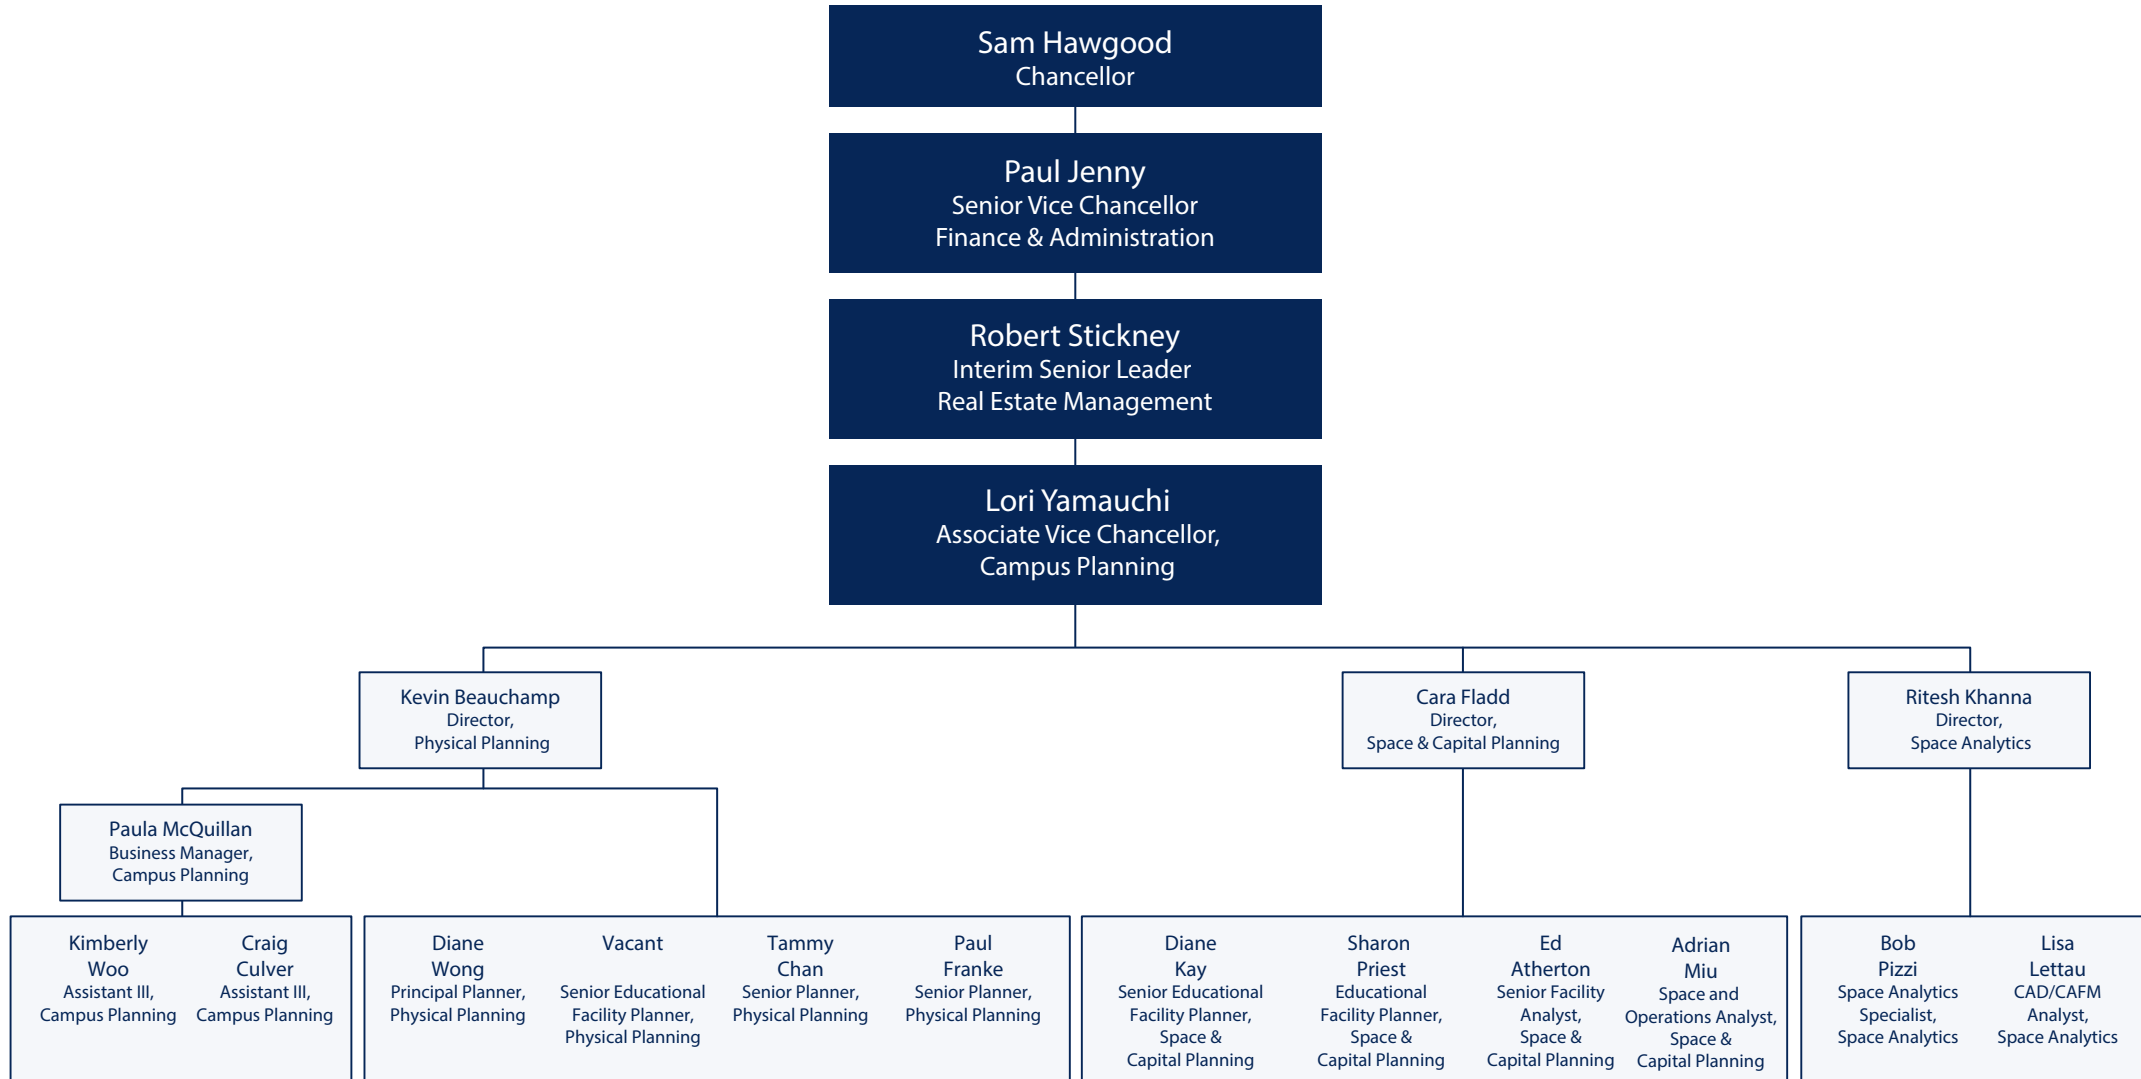 Sam Hawgood
Chancellor
Paul Jenny
Senior Vice Chancellor
Finance & Administration
Robert Stickney
Interim Senior Leader
Real Estate Management
Lori Yamauchi
Associate Vice Chancellor,
Campus Planning
Kevin Beauchamp
Director,
Physical Planning
Cara Fladd
Director,
Space & Capital Planning
Ritesh Khanna
Director,
Space Analytics
Paula McQuillan
Business Manager,
Campus Planning
Kimberly
Woo
Assistant III,
Campus Planning
Craig
Culver
Assistant III,
Campus Planning
Diane
Wong
Principal Planner,
Physical Planning
Vacant
Senior Educational
Facility Planner,
Physical Planning
Tammy
Chan
Senior Planner,
Physical Planning
Paul
Franke
Senior Planner,
Physical Planning
Diane
Kay
Senior Educational
Facility Planner,
Space &
Capital Planning
Sharon
Priest
Educational
Facility Planner,
Space &
Capital Planning
Ed
Atherton
Senior Facility
Analyst,
Space &
Capital Planning
Adrian
Miu
Space and
Operations Analyst,
Space &
Capital Planning
Bob
Pizzi
Space Analytics
Specialist,
Space Analytics
Lisa
Lettau
CAD/CAFM
Analyst,
Space Analytics